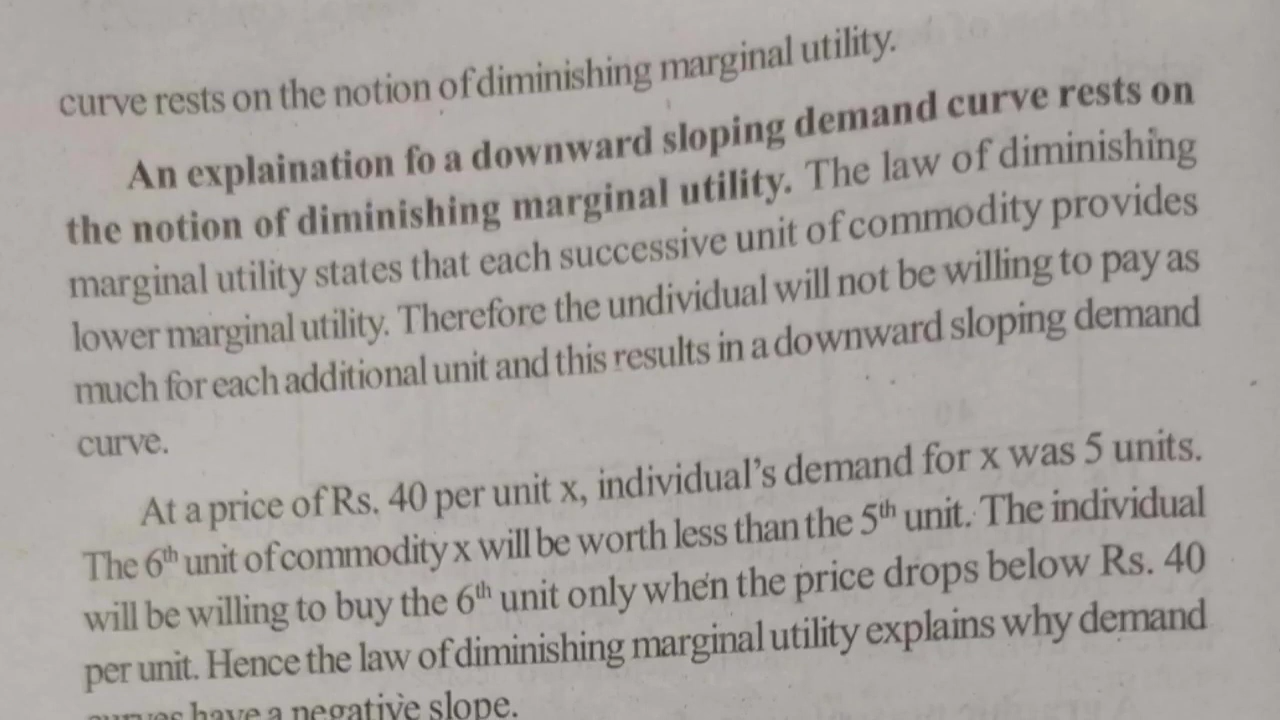 curve rests on the notion of diminishing marginal utility.
An explaination fo a downward sloping demand curve rests on
the notion of diminishing marginal utility. The law of diminishing
marginal utility states that each successive unit of commodity provides
lower marginal utility. Therefore the undividual will not be willing to pay as
much for each additional unit and this results in a downward sloping demand
curve.
At a price of Rs. 40 per unit x, individual's demand for x was 5 units.
The 6th unit of commodity x will be worth less than the 5th unit. The individual
will be willing to buy the 6th unit only when the price drops below Rs. 40
per unit. Hence the law of diminishing marginal utility explains why demand
curves have a negative slope.